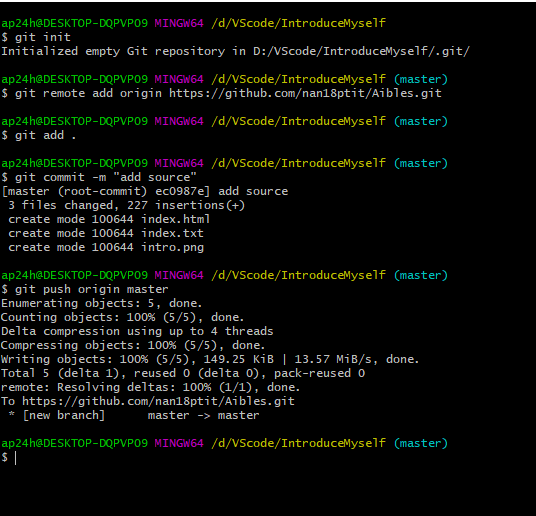 ap24h@DESKTOP-DQPVPO9 MINGW64 /d/VScode/IntroduceMyself
$ git init
Initialized empty Git repository in D:/VScode/IntroduceMyself/.git/
ap24h@DESKTOP-DQPVPO9 MINGW64 /d/VScode/IntroduceMyself (master)
$ git remote add origin https://github.com/nan18ptit/Aibles.git
ap24h@DESKTOP-DQPVPO9 MINGW64 /d/VScode/IntroduceMyself (master)
$ git add .
ap24h@DESKTOP-DQPVPO9 MINGW64 /d/VScode/IntroduceMyself (master)
$ git commit -m "add source"
[master (root-commit) ec0987e] add source
 3 files changed, 227 insertions(+)
 create mode 100644 index.html
 create mode 100644 index.txt
 create mode 100644 intro.png
ap24h@DESKTOP-DQPVPO9 MINGW64 /d/VScode/IntroduceMyself (master)
$ git push origin master
Enumerating objects: 5, done.
Counting objects: 100% (5/5), done.
Delta compression using up to 4 threads
Compressing objects: 100% (5/5), done.
Writing objects: 100% (5/5), 149.25 KiB | 13.57 MiB/s, done.
Total 5 (delta 1), reused 0 (delta 0), pack-reused 0
remote: Resolving deltas: 100% (1/1), done.
To https://github.com/nan18ptit/Aibles.git
 * [new branch]      master -> master
ap24h@DESKTOP-DQPVPO9 MINGW64 /d/VScode/IntroduceMyself (master)
$